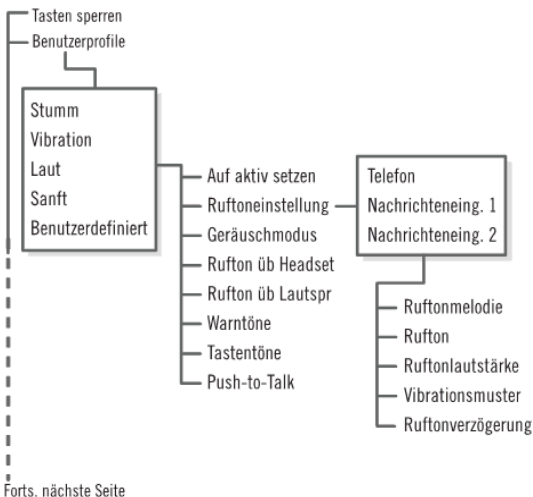 Tasten sperren
Benutzerprofile
Stumm
Vibration
Laut
Sanft
Benutzerdefiniert
Auf aktiv setzen
Ruftoneinstellung
Geräuschmodus
Rufton üb Headset
Rufton üb Lautspr
Warntöne
Tastentöne
Push-to-Talk
Telefon
Nachrichteneing. 1
Nachrichteneing. 2
Ruftonmelodie
Rufton
Ruftonlautstärke
Vibrationsmuster
Ruftonverzögerung
Forts. nächste Seite